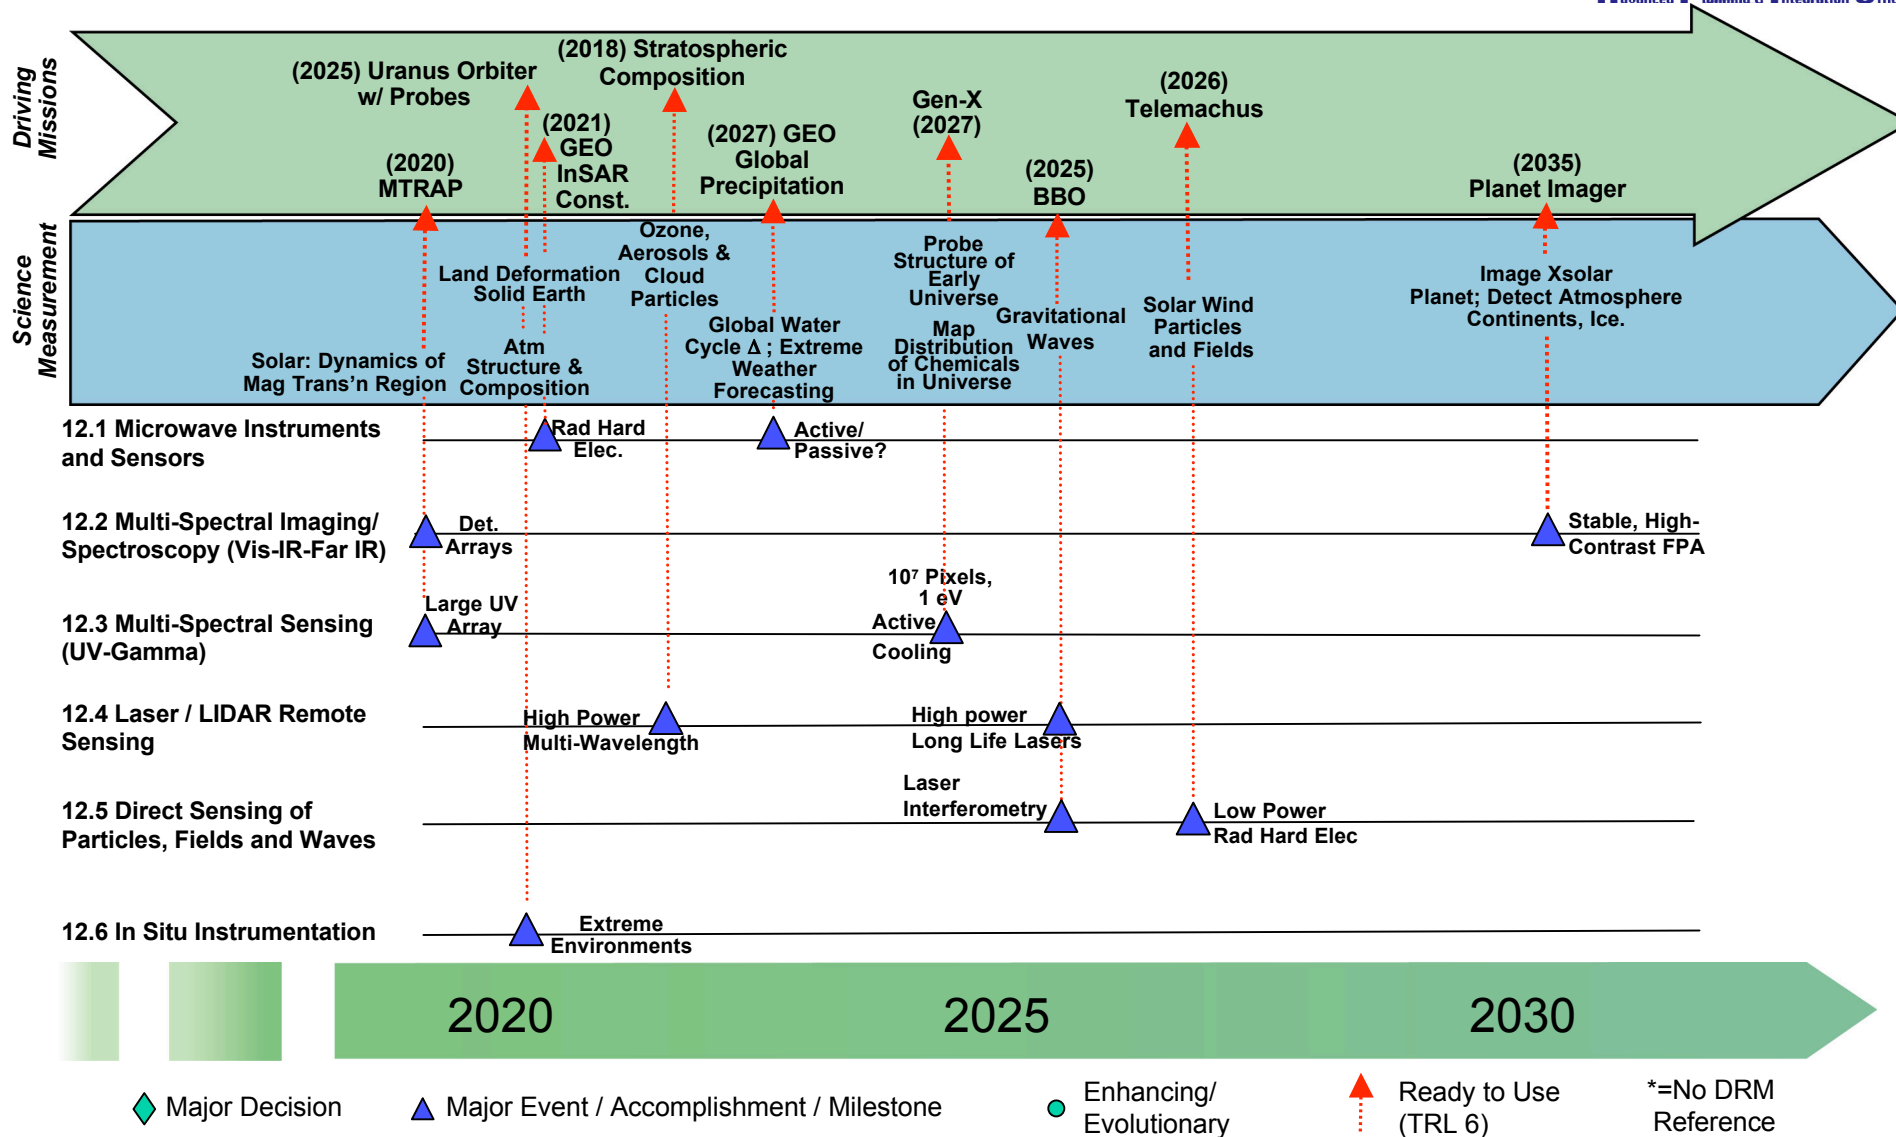 Driving
Missions
(2025) Uranus Orbiter
w/ Probes
(2018) Stratospheric
Composition
(2021)
GEO
InSAR
Const.
(2020)
MTRAP
(2027) GEO
Global
Precipitation
Gen-X
(2027)
(2025)
BBO
(2026)
Telemachus
(2035)
Planet Imager
Science
Measurement
Solar: Dynamics of
Mag Trans'n Region
Land Deformation
Solid Earth
Atm
Structure &
Composition
Ozone,
Aerosols &
Cloud
Particles
Global Water
Cycle Δ ; Extreme
Weather
Forecasting
Probe
Structure of
Early
Universe
Map
Distribution
of Chemicals
in Universe
Gravitational
Waves
Solar Wind
Particles
and Fields
Image Xsolar
Planet; Detect Atmosphere
Continents, Ice.
12.1 Microwave Instruments
and Sensors
Rad Hard
Elec.
Active/
Passive?
12.2 Multi-Spectral Imaging/
Spectroscopy (Vis-IR-Far IR)
Det.
Arrays
Stable, High-
Contrast FPA
12.3 Multi-Spectral Sensing
(UV-Gamma)
Large UV
Array
10⁷ Pixels,
1 eV
Active
Cooling
12.4 Laser / LIDAR Remote
Sensing
High Power
Multi-Wavelength
High power
Long Life Lasers
12.5 Direct Sensing of
Particles, Fields and Waves
Laser
Interferometry
Low Power
Rad Hard Elec
12.6 In Situ Instrumentation
Extreme
Environments
2020
2025
2030
Major Decision
Major Event / Accomplishment / Milestone
Enhancing/
Evolutionary
Ready to Use
(TRL 6)
*=No DRM
Reference